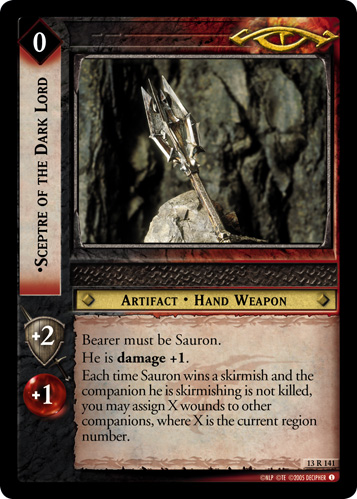 0
•Sceptre of the Dark Lord
Artifact • Hand Weapon
+2
+1
Bearer must be Sauron.
He is damage +1.
Each time Sauron wins a skirmish and the
companion he is skirmishing is not killed,
you may assign X wounds to other
companions, where X is the current region
number.
13 R 141
©NLP ©TE ©2005 DECIPHER